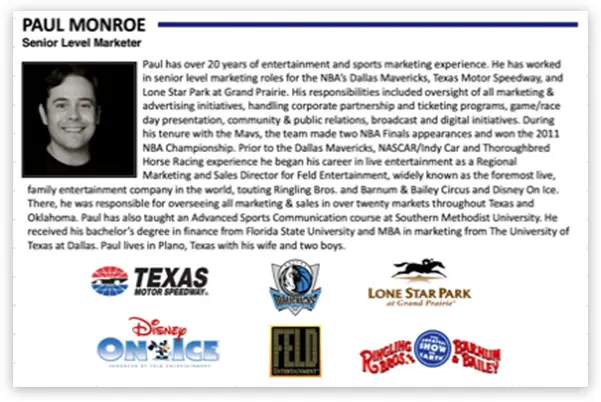 PAUL MONROE
Senior Level Marketer
Paul has over 20 years of entertainment and sports marketing experience. He has worked
in senior level marketing roles for the NBA's Dallas Mavericks, Texas Motor Speedway, and
Lone Star Park at Grand Prairie. His responsibilities included oversight of all marketing &
advertising initiatives, handling corporate partnership and ticketing programs, game/race
day presentation, community & public relations, broadcast and digital initiatives. During
his tenure with the Mavs, the team made two NBA Finals appearances and won the 2011
NBA Championship. Prior to the Dallas Mavericks, NASCAR/Indy Car and Thoroughbred
Horse Racing experience he began his career in live entertainment as a Regional
Marketing and Sales Director for Feld Entertainment, widely known as the foremost live,
family entertainment company in the world, touting Ringling Bros. and Barnum & Bailey Circus and Disney On Ice.
There, he was responsible for overseeing all marketing & sales in over twenty markets throughout Texas and
Oklahoma. Paul has also taught an Advanced Sports Communication course at Southern Methodist University. He
received his bachelor's degree in finance from Florida State University and MBA in marketing from The University of
Texas at Dallas. Paul lives in Plano, Texas with his wife and two boys.
TEXAS
MOTOR SPEEDWAY
MAVERICKS
LONE STAR PARK
at Grand Prairie
Disney
ON ICE
PRODUCED BY FELD ENTERTAINMENT
FELD
ENTERTAINMENT
RINGLING
BROS.
THE GREATEST
SHOW
ON EARTH
BARNUM
& BAILEY